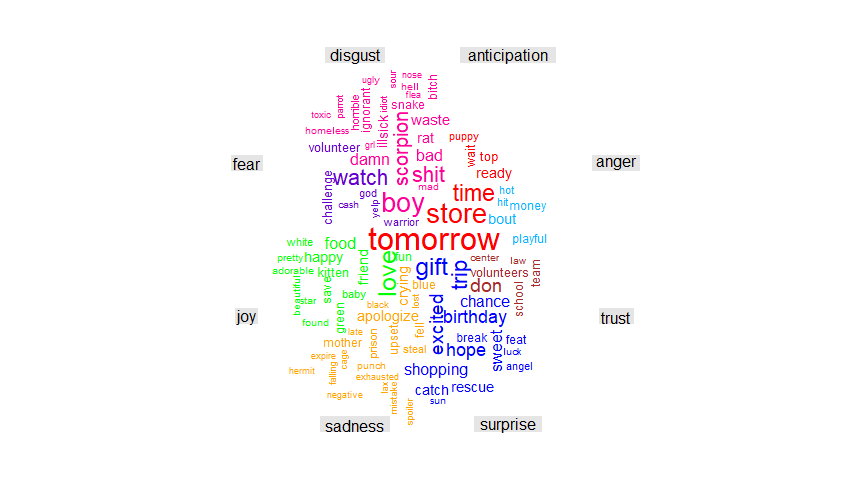 disgust
anticipation
fear
anger
joy
trust
sadness
surprise
ugly
sour
nose
hell
flea
bitch
toxic
parrot
horrible
ignorant
idiot
snake
homeless
illsick
scorpion
waste
volunteer
grl
rat
puppy
damn
bad
wait
top
watch
shit
mad
ready
challenge
god
cash
yelp
boy
time
hot
hit
money
warrior
store
bout
white
food
tomorrow
playful
pretty
happy
friend
love
fun
gift
trip
center
law
adorable
kitten
crying
volunteers
team
beautiful
save
baby
blue
don
school
star
black
lost
excited
chance
found
green
apologize
birthday
late
prison
upset
fell
break
feat
mother
steal
hope
sweet
luck
expire
cage
punch
angel
hermit
falling
exhausted
shopping
negative
lax
mistake
catch
rescue
spoiler
sun